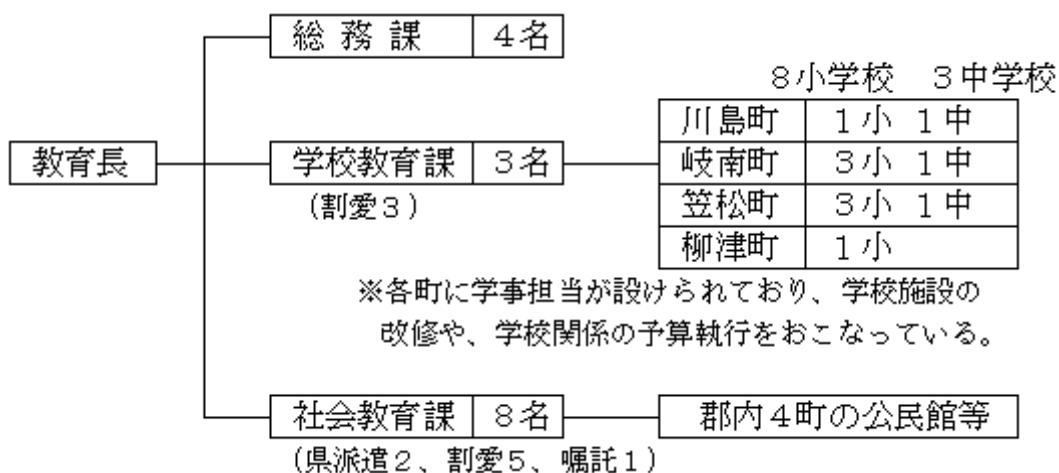 総務課 4名
8小学校 3中学校
川島町 1小 1中
教育長 学校教育課 3名 岐南町 3小 1中
(割愛3) 笠松町 3小 1中
柳津町 1小
※各町に学事担当が設けられており、学校施設の
改修や、学校関係の予算執行をおこなっている。
社会教育課 8名 郡内4町の公民館等
(県派遣2、割愛5、嘱託1)